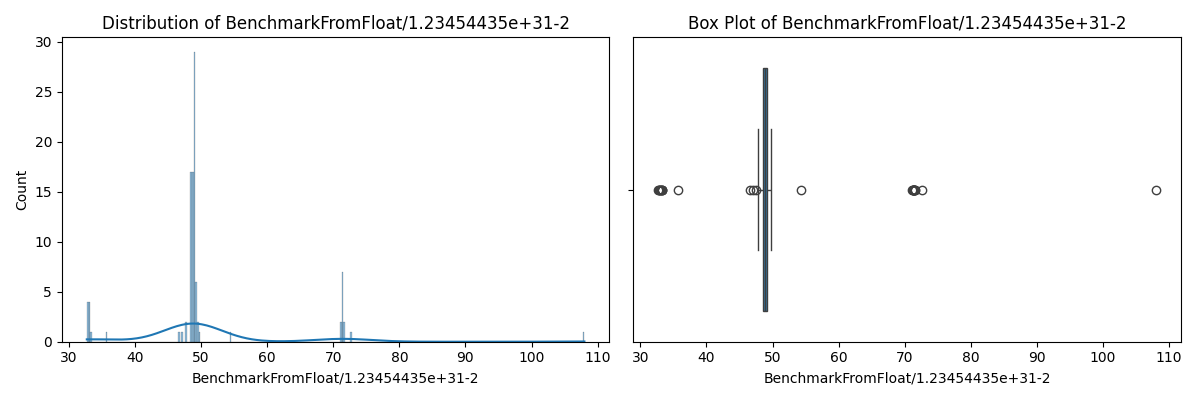 Distribution of BenchmarkFromFloat/1.23454435e+31-2
Count
30
25
20
15
10
5
0
30 40 50 60 70 80 90 100 110
BenchmarkFromFloat/1.23454435e+31-2
Box Plot of BenchmarkFromFloat/1.23454435e+31-2
30 40 50 60 70 80 90 100 110
BenchmarkFromFloat/1.23454435e+31-2